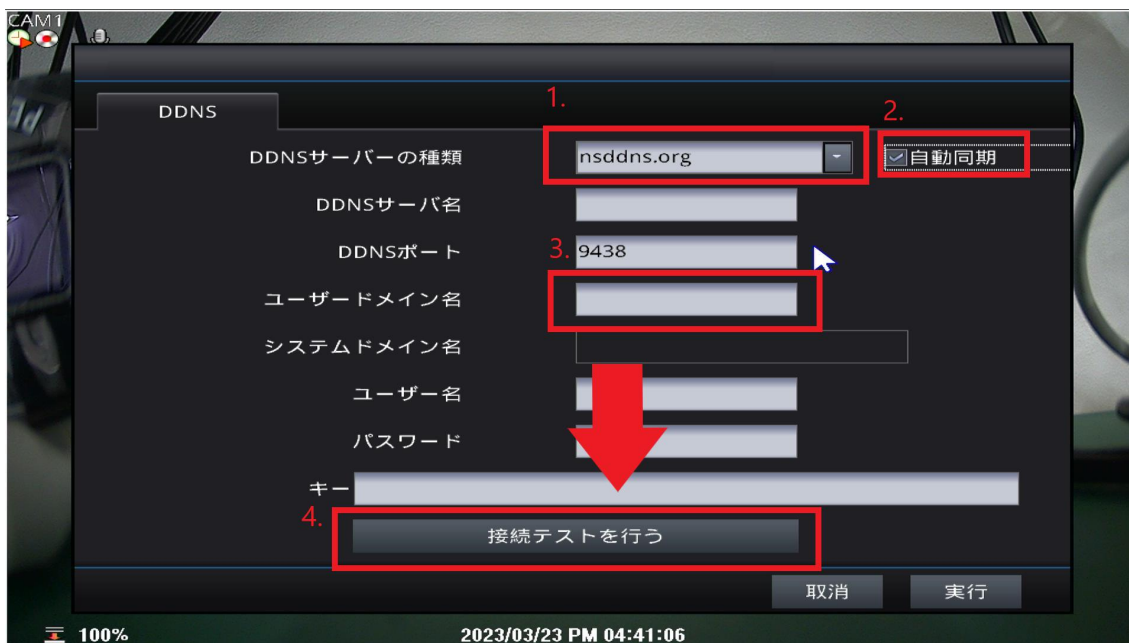 CAM1
DDNS
1.
2.
DDNSサーバーの種類 nsddns.org 自動同期
DDNSサーバ名
DDNSポート 3. 9438
ユーザードメイン名
システムドメイン名
ユーザー名
パスワード
キー
4.
接続テストを行う
取消 実行
100% 2023/03/23 PM 04:41:06